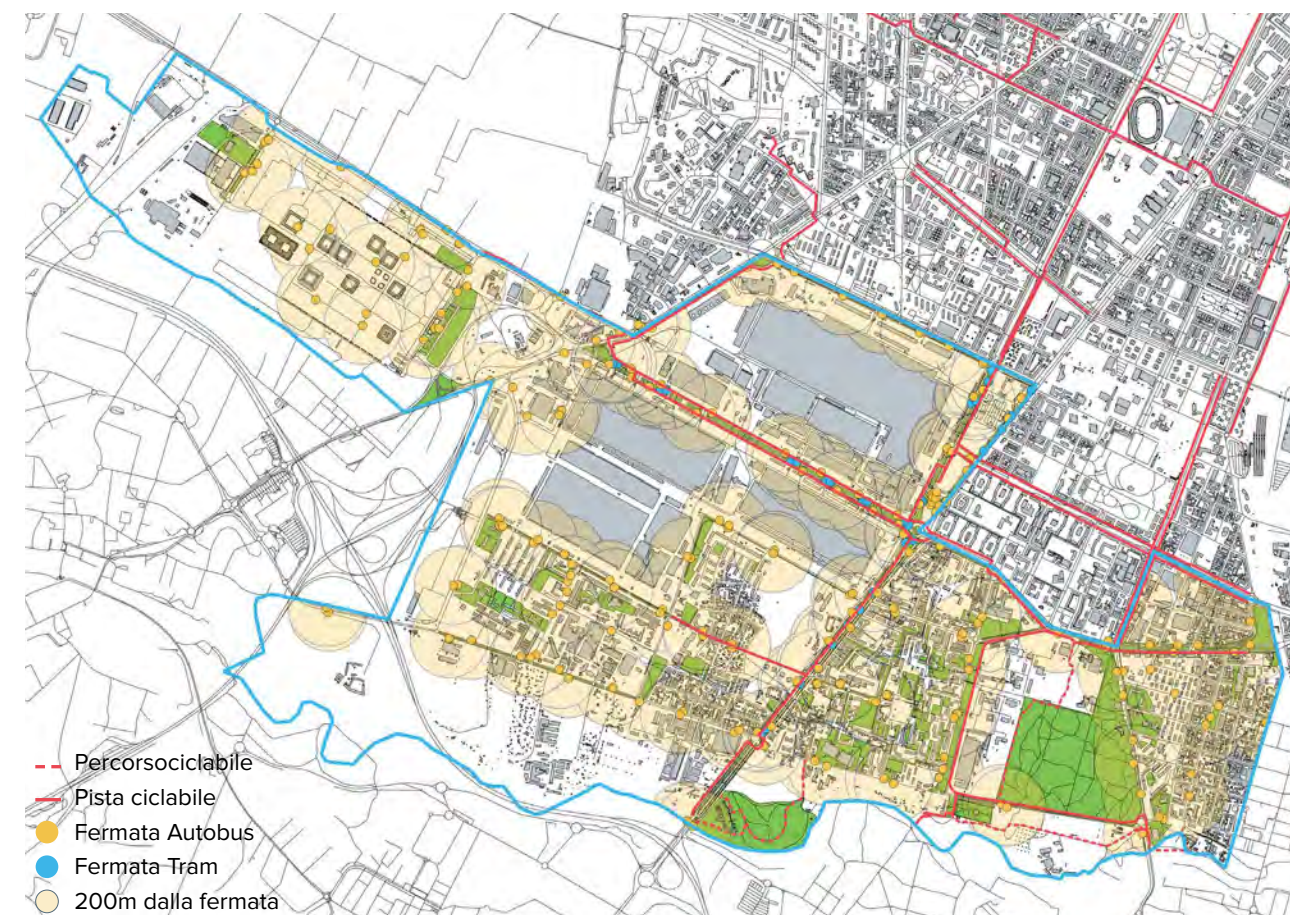 Percorsociclabile
Pista ciclabile
Fermata Autobus
Fermata Tram
200m dalla fermata